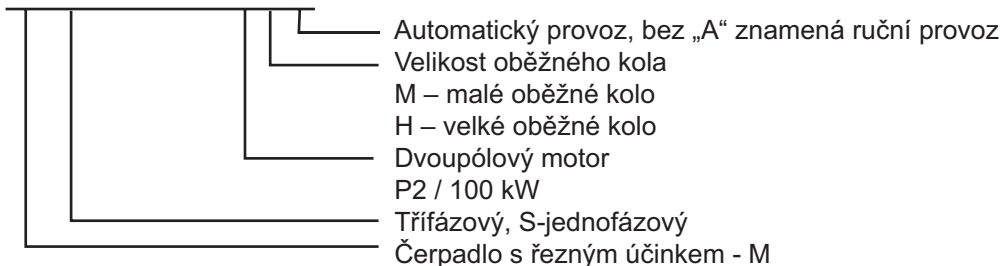 Automatický provoz, bez „A“ znamená ruční provoz
Velikost oběžného kola
M – malé oběžné kolo
H – velké oběžné kolo
Dvoupólový motor
P2 / 100 kW
Třífázový, S-jednofázový
Čerpadlo s řezným účinkem - M